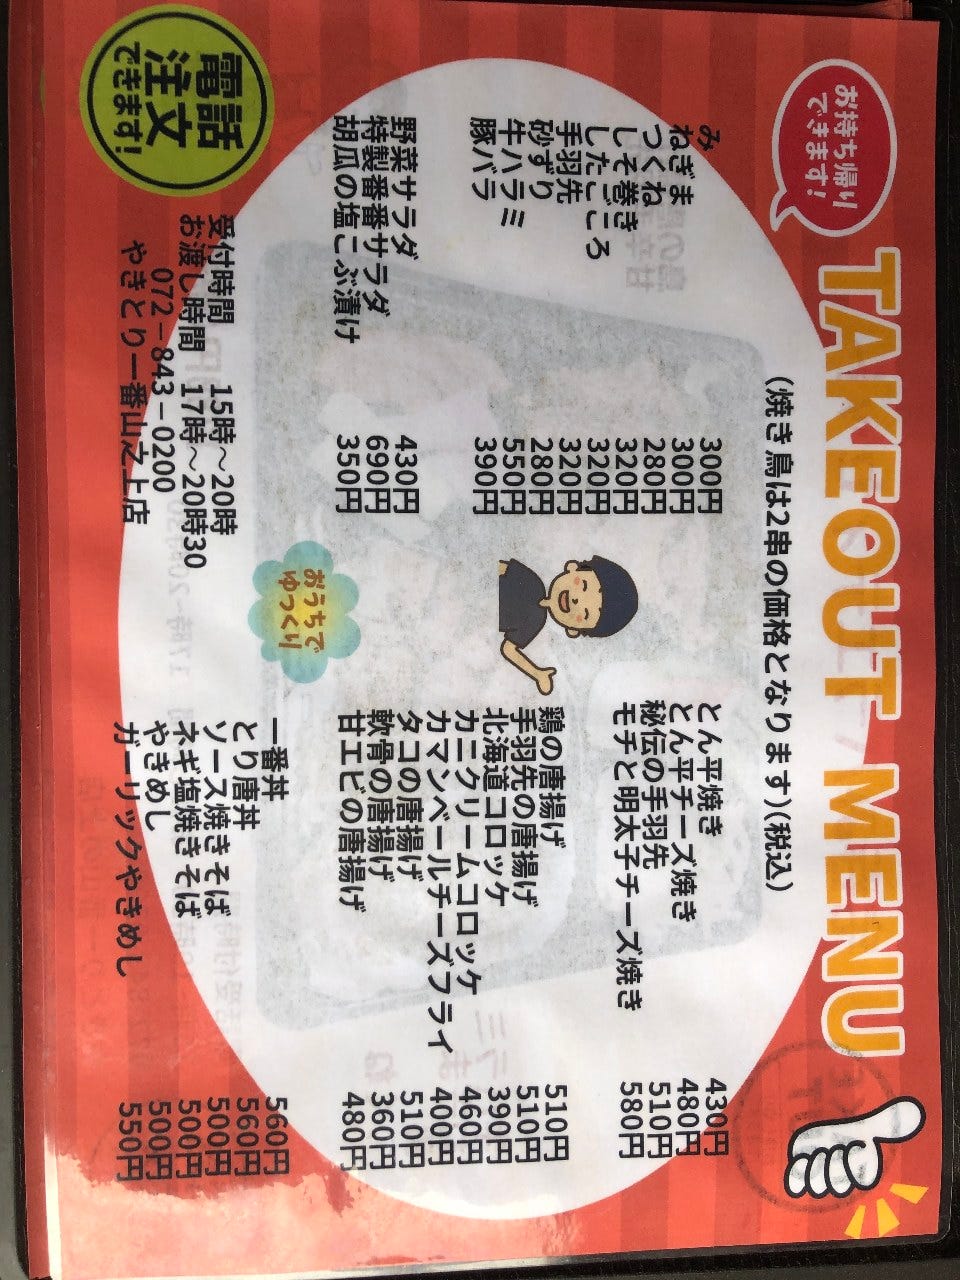 お持ち帰り
できます!
TAKEOUT MENU
(焼き鳥は2串の価格となります)(税込)
み 300円
ねぎま 300円
つくね 280円
しそ巻き 320円
したごころ 320円
手羽先 320円
砂ずり 280円
牛ハラミ 550円
豚バラ 390円
野菜サラダ 430円
特製番番サラダ 690円
胡瓜の塩こぶ漬け 350円
とん平焼き 430円
とん平チーズ焼き 480円
秘伝の手羽先 510円
モチと明太子チーズ焼き 580円
鶏の唐揚げ 510円
手羽先の唐揚げ 510円
北海道コロッケ 390円
カニクリームコロッケ 460円
カマンベールチーズフライ 400円
タコの唐揚げ 510円
軟骨の唐揚げ 360円
甘エビの唐揚げ 480円
おうちで
ゆっくり
一番丼 560円
とり唐丼 560円
ソース焼きそば 500円
ネギ塩焼きそば 500円
やきめし 500円
ガーリックやきめし 550円
電話
注文
できます!
受付時間 15時～20時
お渡し時間 17時～20時30
072－843－0200
やきとり一番山之上店